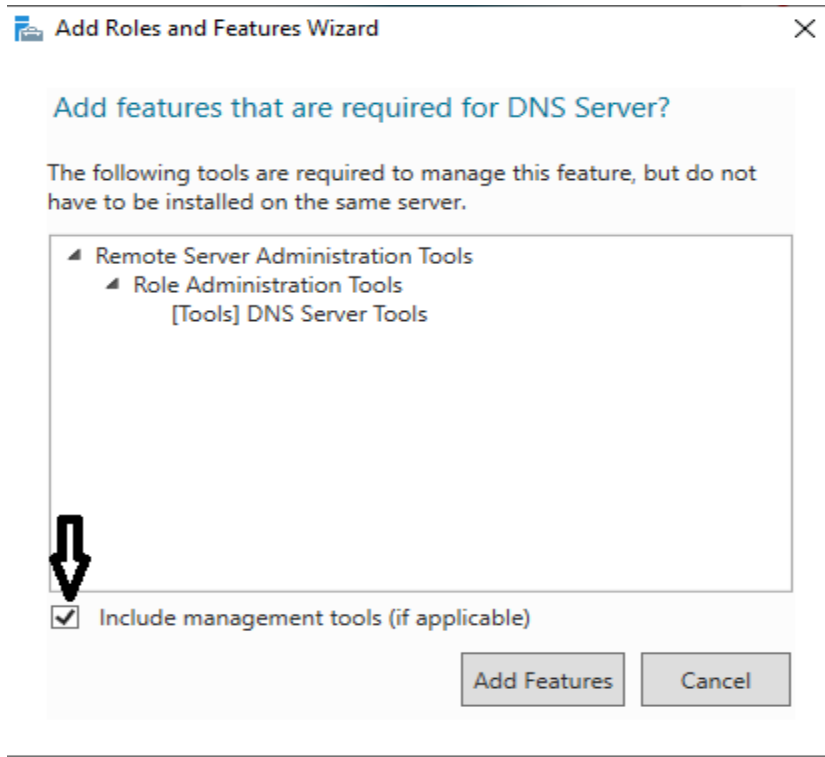 Add Roles and Features Wizard
Add features that are required for DNS Server?
The following tools are required to manage this feature, but do not
have to be installed on the same server.
Remote Server Administration Tools
Role Administration Tools
[Tools] DNS Server Tools
Include management tools (if applicable)
Add Features Cancel